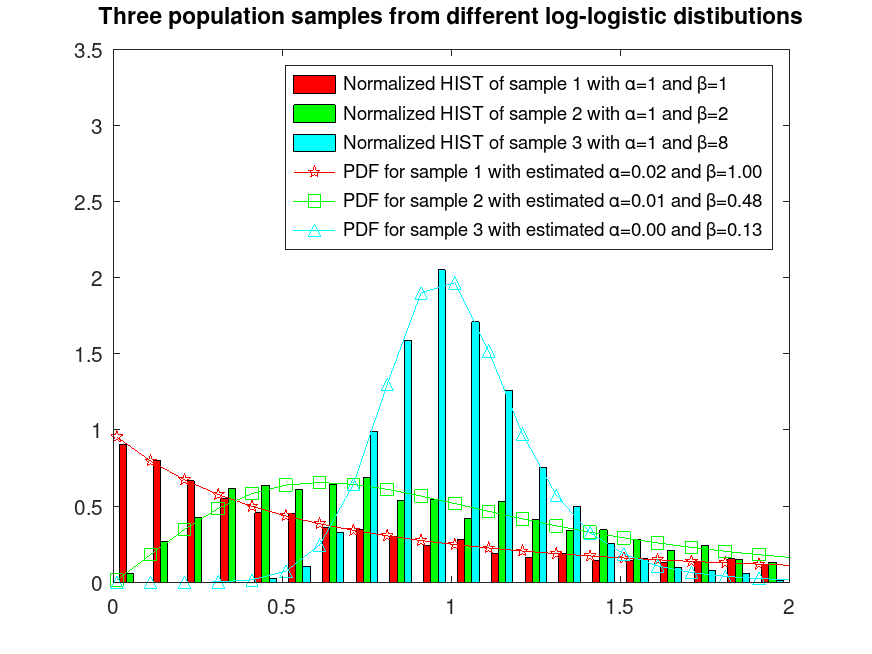 Three population samples from different log-logistic distibutions
3.5
3
2.5
2
1.5
1
0.5
0
0
0.5
1
1.5
2
Normalized HIST of sample 1 with α=1 and β=1
Normalized HIST of sample 2 with α=1 and β=2
Normalized HIST of sample 3 with α=1 and β=8
PDF for sample 1 with estimated α=0.02 and β=1.00
PDF for sample 2 with estimated α=0.01 and β=0.48
PDF for sample 3 with estimated α=0.00 and β=0.13